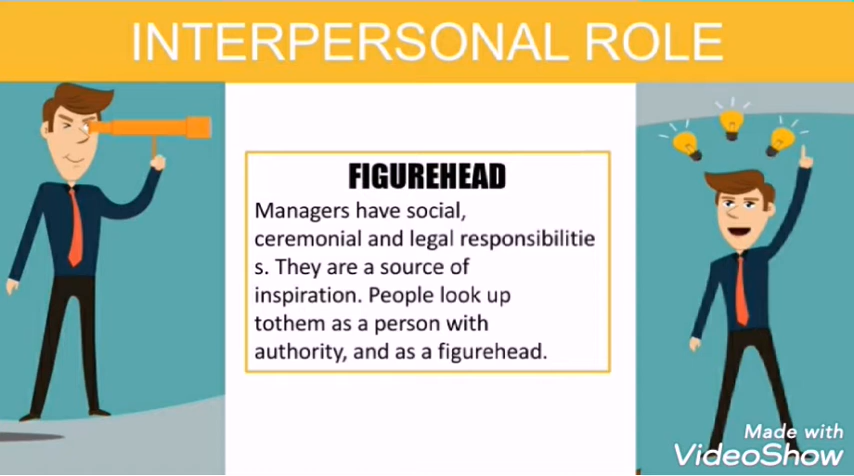 INTERPERSONAL ROLE
FIGUREHEAD
Managers have social,
ceremonial and legal responsibilitie
s. They are a source of
inspiration. People look up
tothem as a person with
authority, and as a figurehead.
Made with
VideoShow